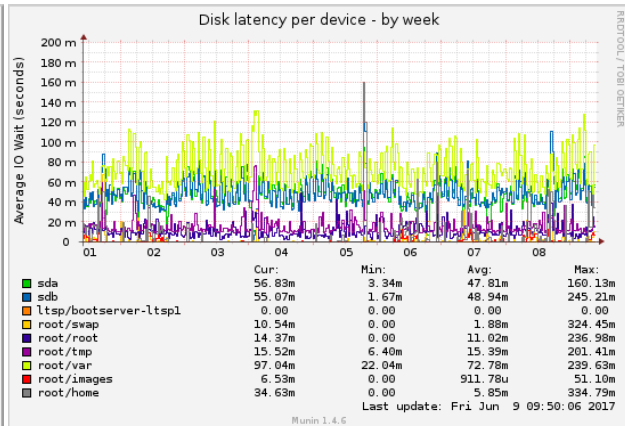 Disk latency per device - by week
RRDTOOL / TOBI OETIKER
Average IO Wait (seconds)
200 m
180 m
160 m
140 m
120 m
100 m
80 m
60 m
40 m
20 m
0
01 02 03 04 05 06 07 08
Cur: Min: Avg: Max:
sda 56.83m 3.34m 47.81m 160.13m
sdb 55.07m 1.67m 48.94m 245.21m
ltsp/bootserver-ltsp1 0.00 0.00 0.00 0.00
root/swap 10.54m 0.00 1.88m 324.45m
root/root 14.37m 0.00 11.02m 236.98m
root/tmp 15.52m 6.40m 15.39m 201.41m
root/var 97.04m 22.04m 72.78m 239.63m
root/images 6.53m 0.00 911.78u 51.10m
root/home 34.63m 0.00 5.85m 334.79m
Last update: Fri Jun 9 09:50:06 2017
Munin 1.4.6